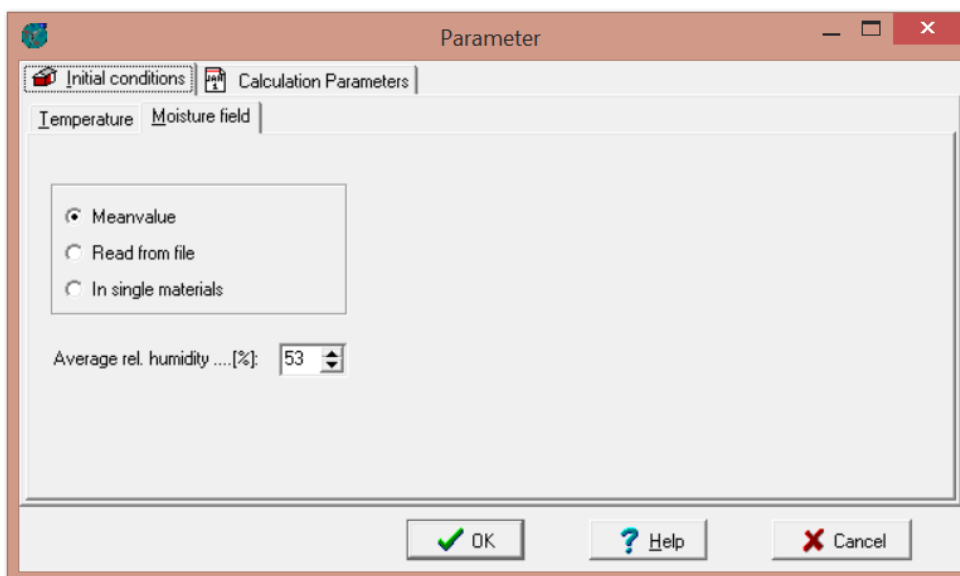 Parameter
Initial conditions
Calculation Parameters
Temperature
Moisture field
Meanvalue
Read from file
In single materials
Average rel. humidity ....[%]:
53
OK
Help
Cancel